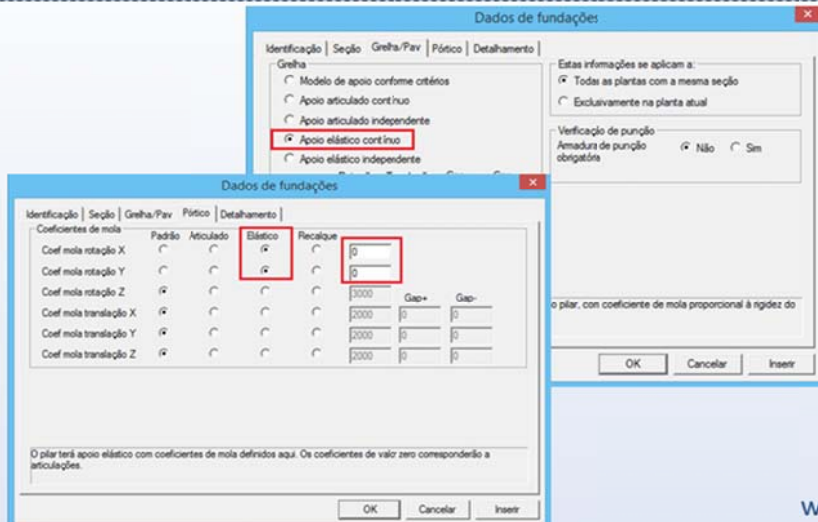 Dados de fundações
Identificação Seção Grelha/Pav Pórtico Detalhamento
Grelha
Modelo de apoio conforme critérios
Apoio articulado contínuo
Apoio articulado independente
Apoio elástico contínuo
Apoio elástico independente
Estas informações se aplicam a:
Todas as plantas com a mesma seção
Exclusivamente na planta atual
Verificação de punção
Armadura de punção obrigatória Não Sim
o pilar, com coeficiente de mola proporcional à rigidez do
OK Cancelar Inserir
Dados de fundações
Identificação Seção Grelha/Pav Pórtico Detalhamento
Coeficientes de mola
Padrão Articulado Elástico Recalque
Coef mola rotação X 0
Coef mola rotação Y 0
Coef mola rotação Z 3000 Gap+ Gap-
Coef mola translação X 2000 0 0
Coef mola translação Y 2000 0 0
Coef mola translação Z 2000 0 0
O pilar terá apoio elástico com coeficientes de mola definidos aqui. Os coeficientes de valor zero corresponderão a
articulações.
OK Cancelar Inserir
W